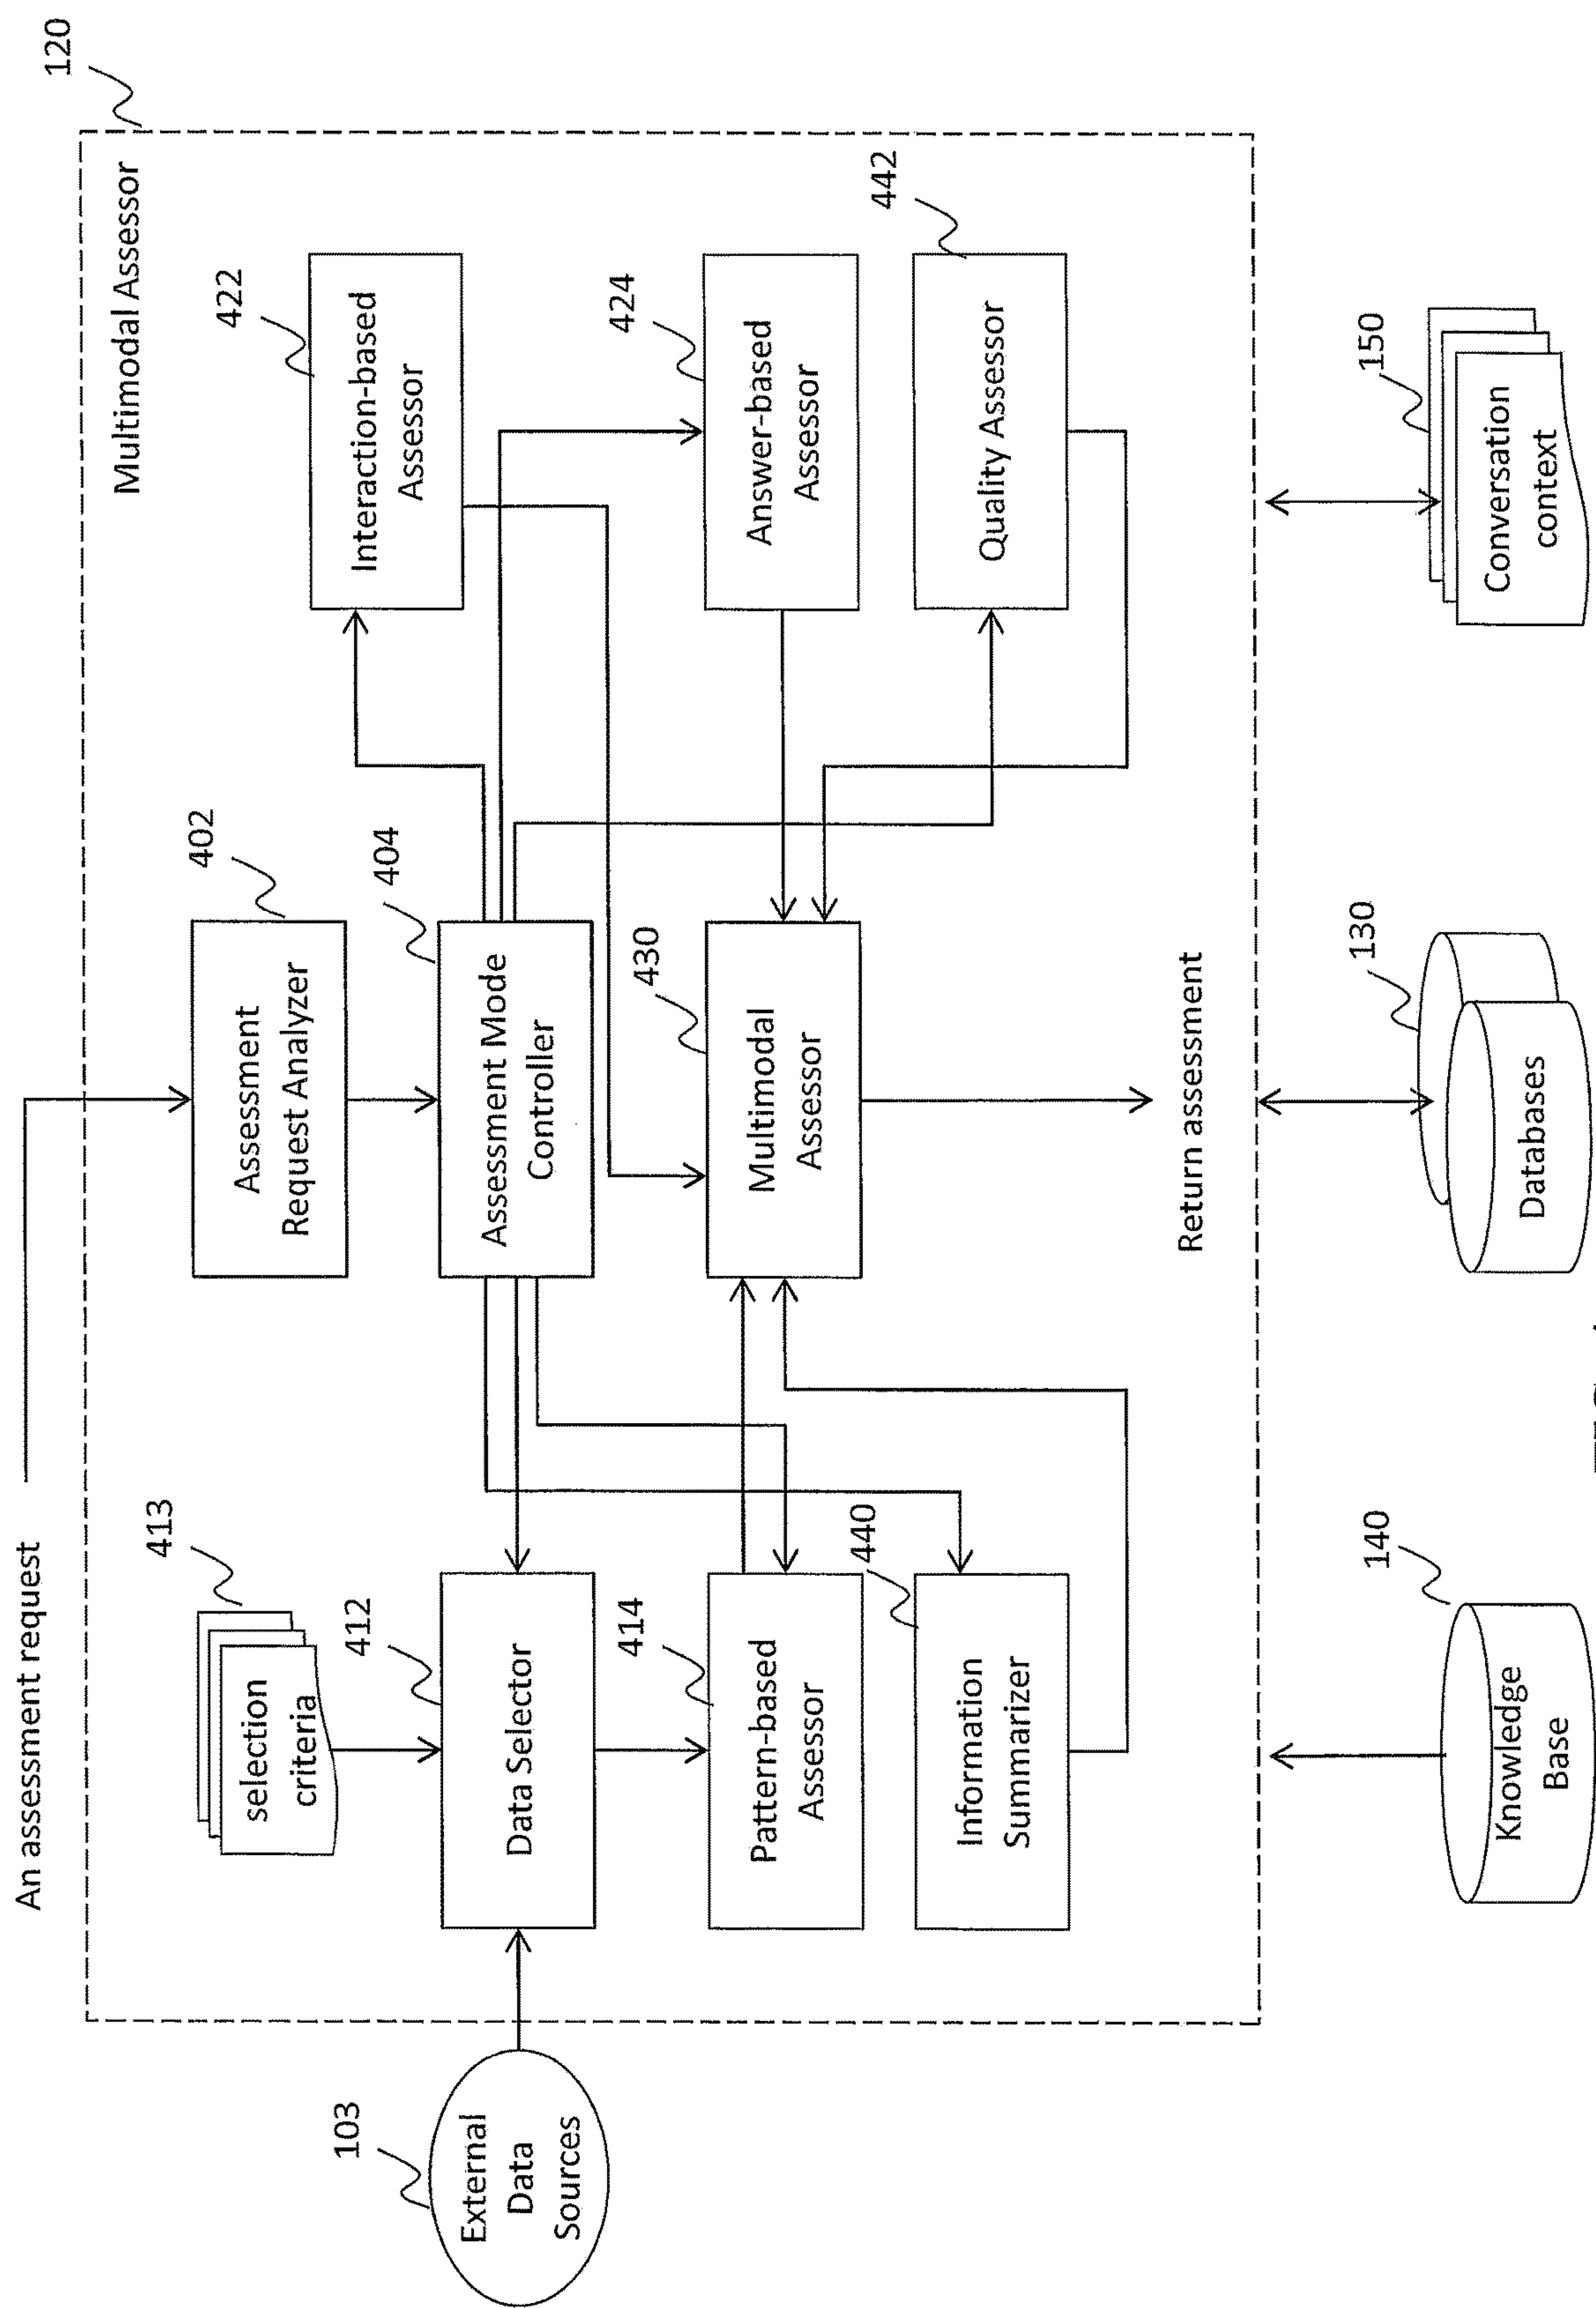 An assessment request
120
Multimodal Assessor
413
selection
criteria
402
Assessment
Request Analyzer
422
Interaction-based
Assessor
103
External
Data
Sources
412
Data Selector
404
Assessment Mode
Controller
414
Pattern-based
Assessor
430
Multimodal
Assessor
424
Answer-based
Assessor
440
Information
Summarizer
442
Quality Assessor
Return assessment
140
Knowledge
Base
130
Databases
150
Conversation
context